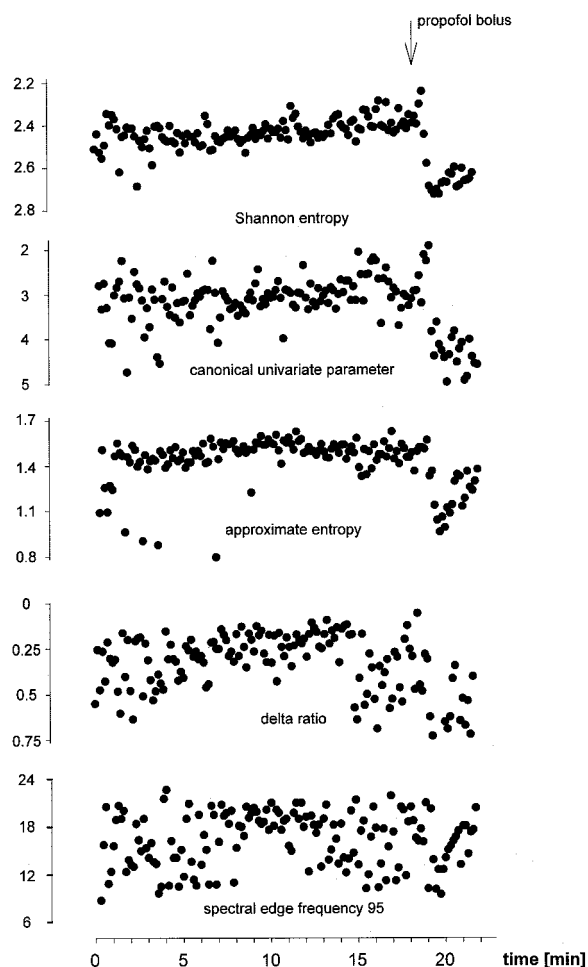 propofol bolus
2.2
2.4
2.6
2.8
Shannon entropy
2
3
4
5
canonical univariate parameter
1.7
1.4
1.1
0.8
approximate entropy
0
0.25
0.5
0.75
delta ratio
24
18
12
6
spectral edge frequency 95
0 5 10 15 20 time [min]